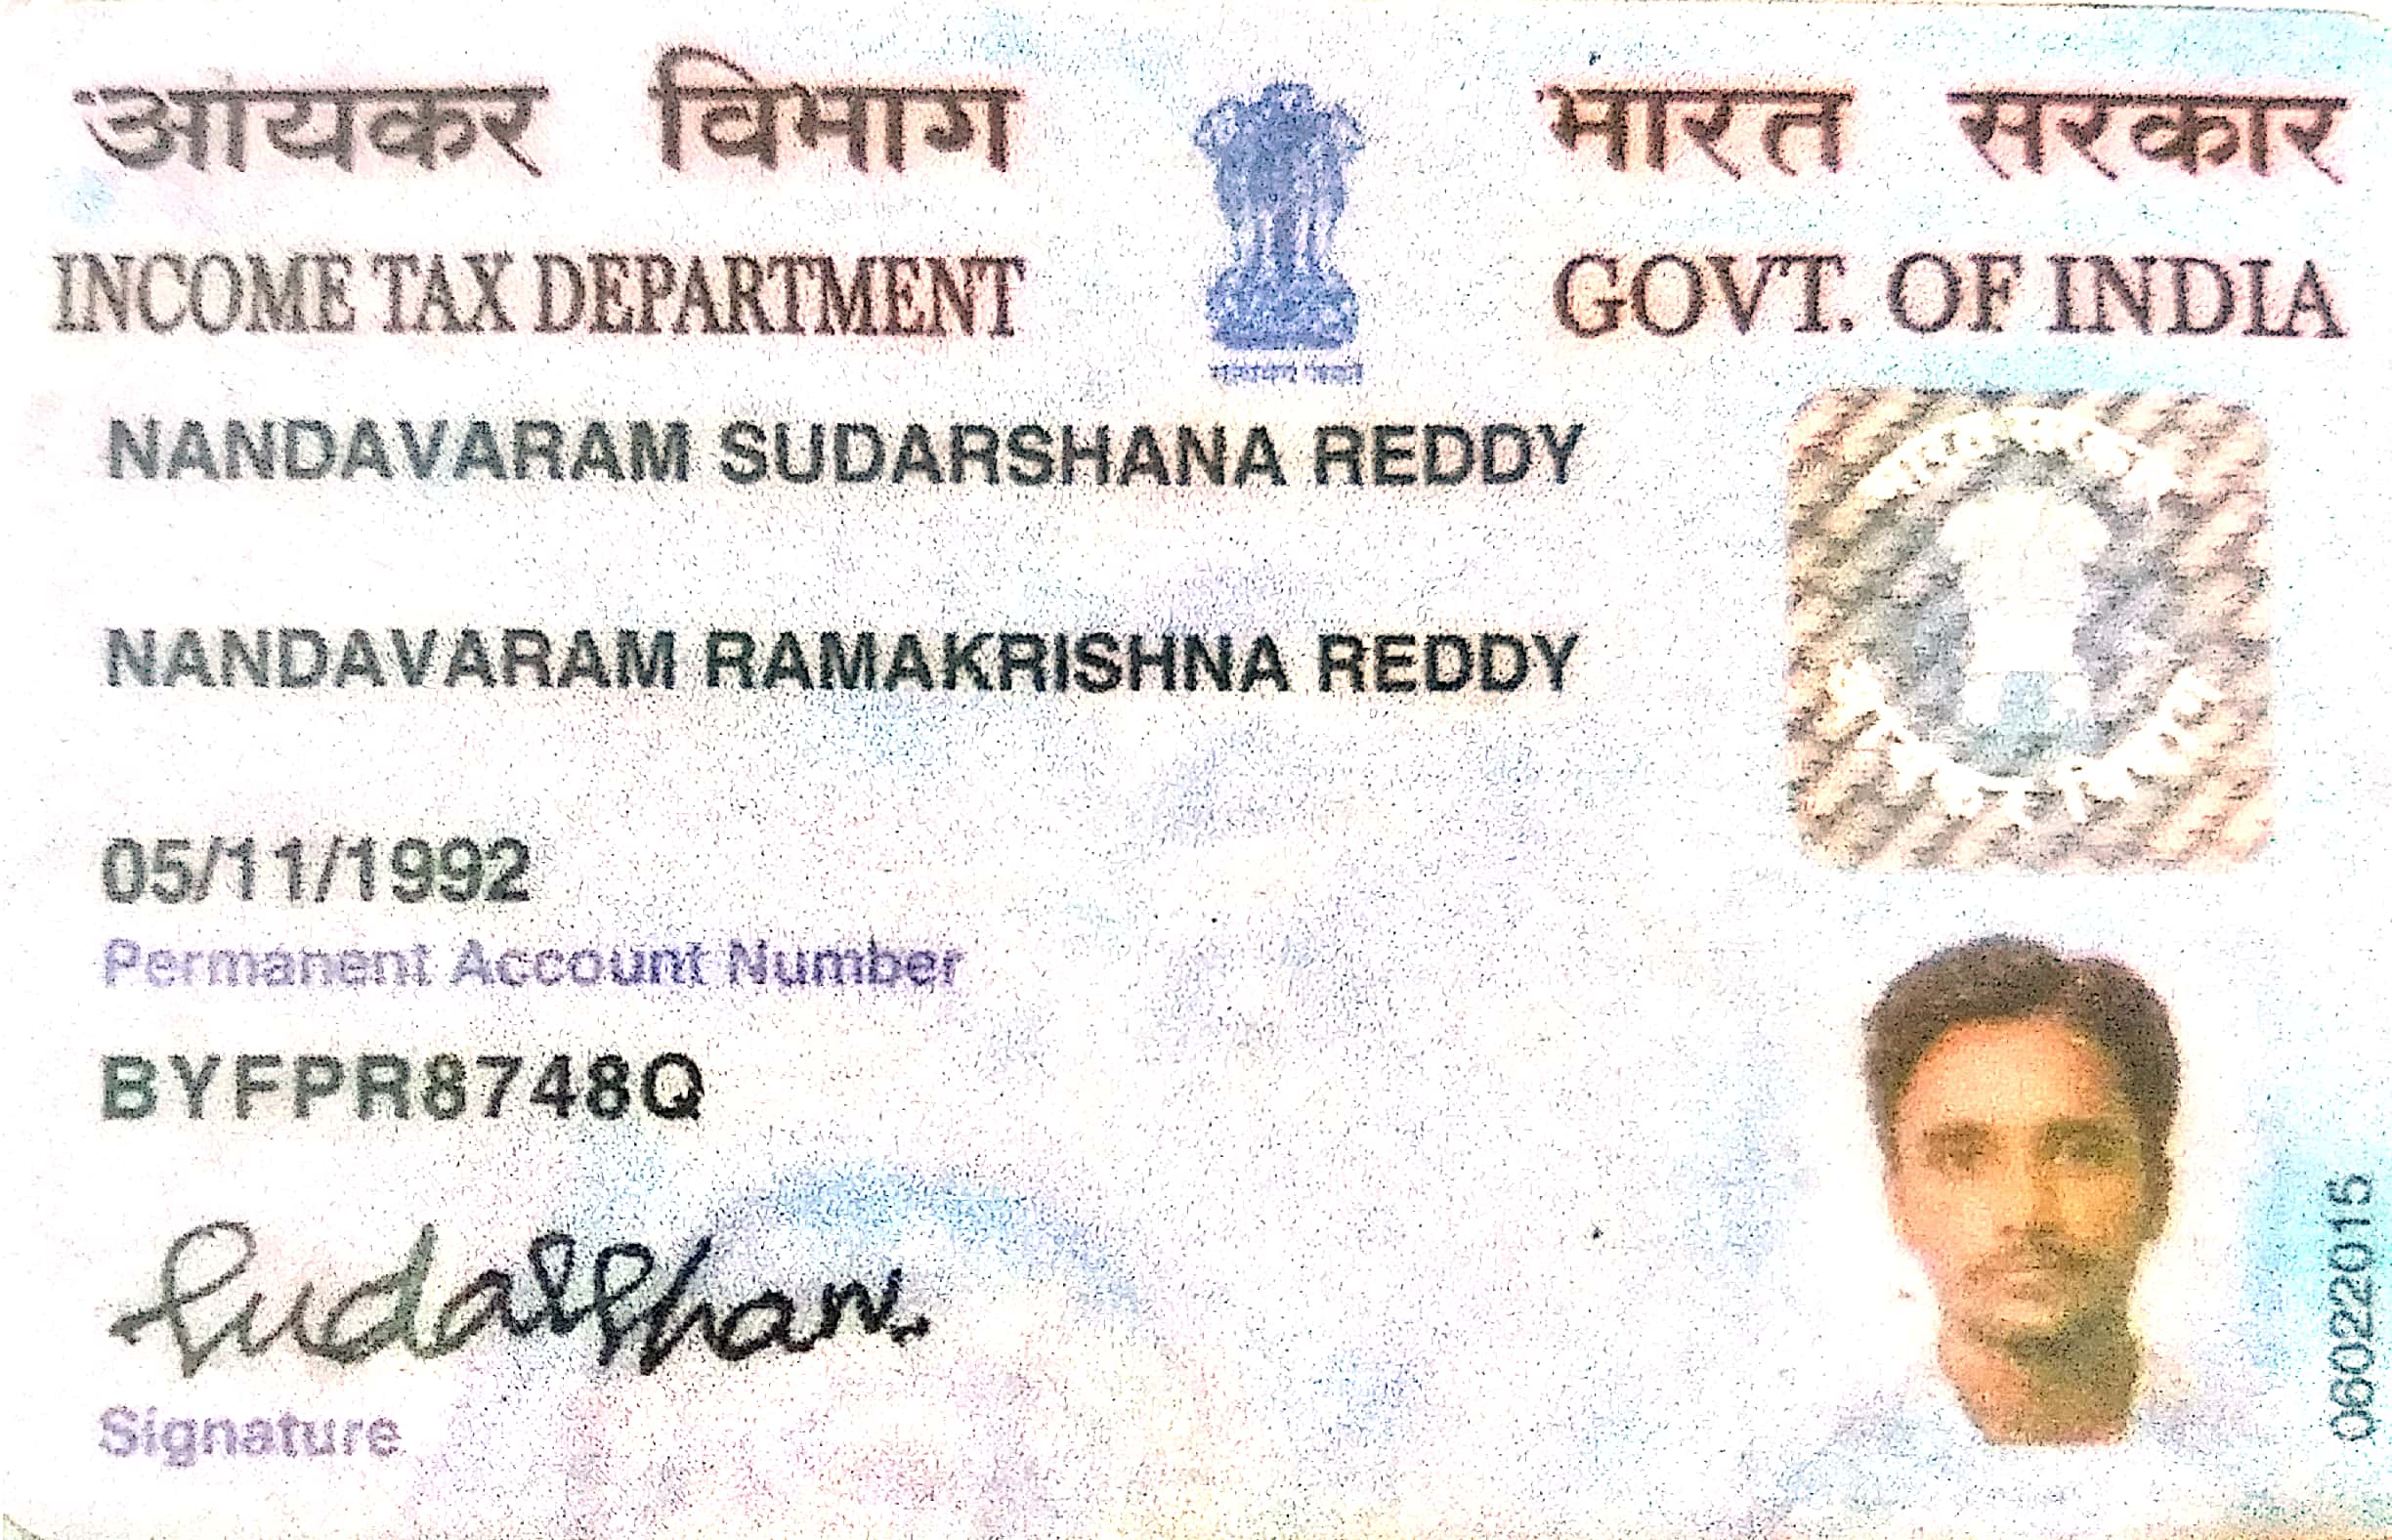 आयकर विभाग
INCOME TAX DEPARTMENT
भारत सरकार
GOVT. OF INDIA
NANDAVARAM SUDARSHANA REDDY
NANDAVARAM RAMAKRISHNA REDDY
05/11/1992
Permanent Account Number
BYFPR8748Q
Sudarshan.
Signature
06022015